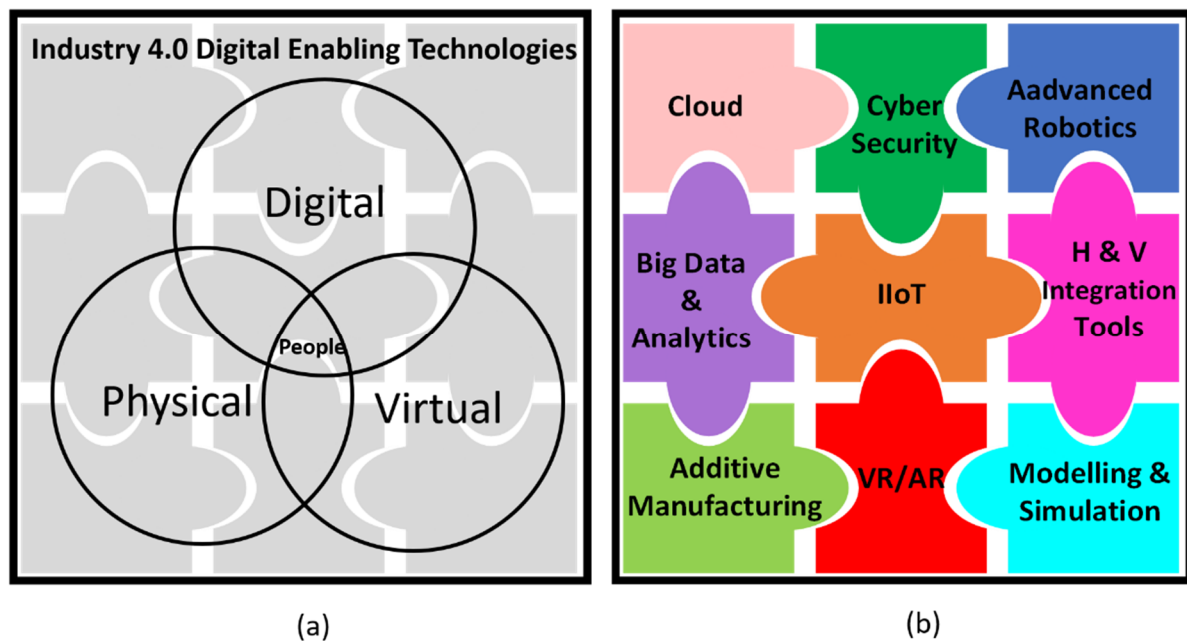 Industry 4.0 Digital Enabling Technologies
Digital
People
Physical
Virtual
(a)
Cloud
Cyber
Security
Aadvanced
Robotics
Big Data
&
Analytics
IIoT
H & V
Integration
Tools
Additive
Manufacturing
VR/AR
Modelling &
Simulation
(b)